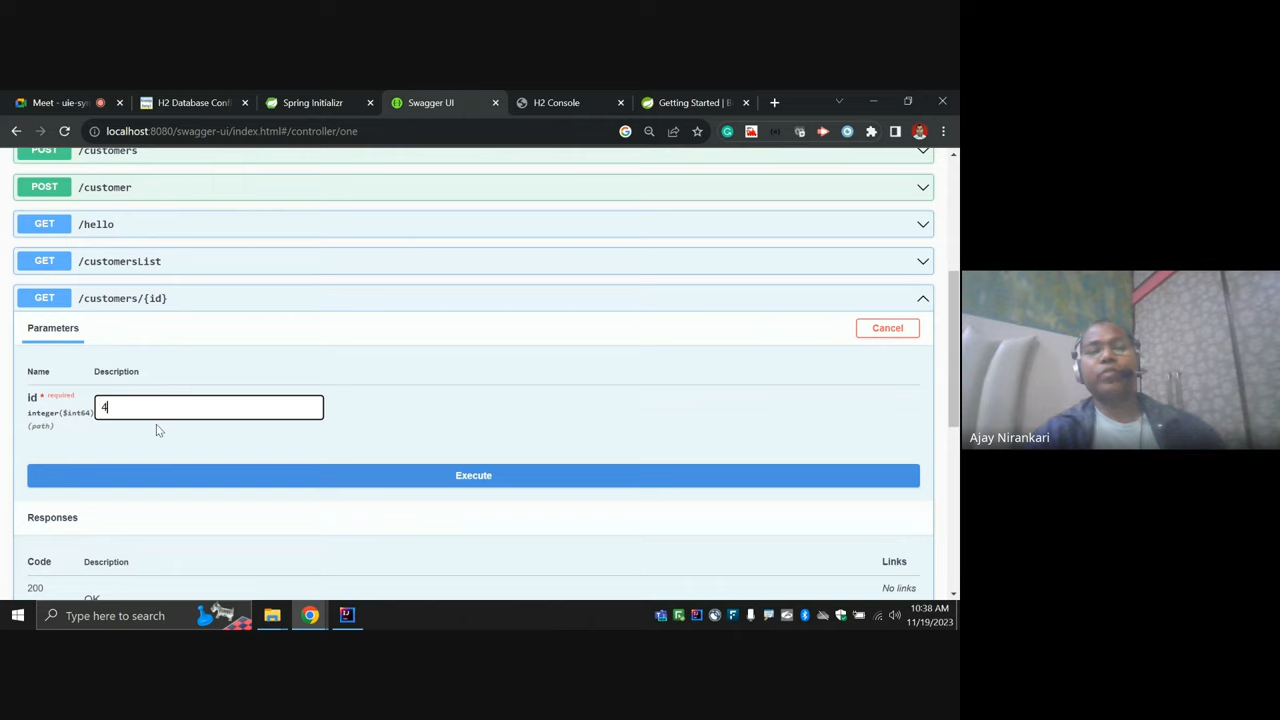 Meet - uie-syn
H2 Database Conf
Spring Initializr
Swagger UI
H2 Console
Getting Started | B
localhost:8080/swagger-ui/index.html#/controller/one
POST /customers
POST /customer
GET /hello
GET /customersList
GET /customers/{id}
Parameters
Cancel
Name Description
id * required
integer($int64)
(path)
4
Execute
Responses
Code Description Links
200 No links
OK
Ajay Nirankari
Type here to search
10:38 AM
11/19/2023